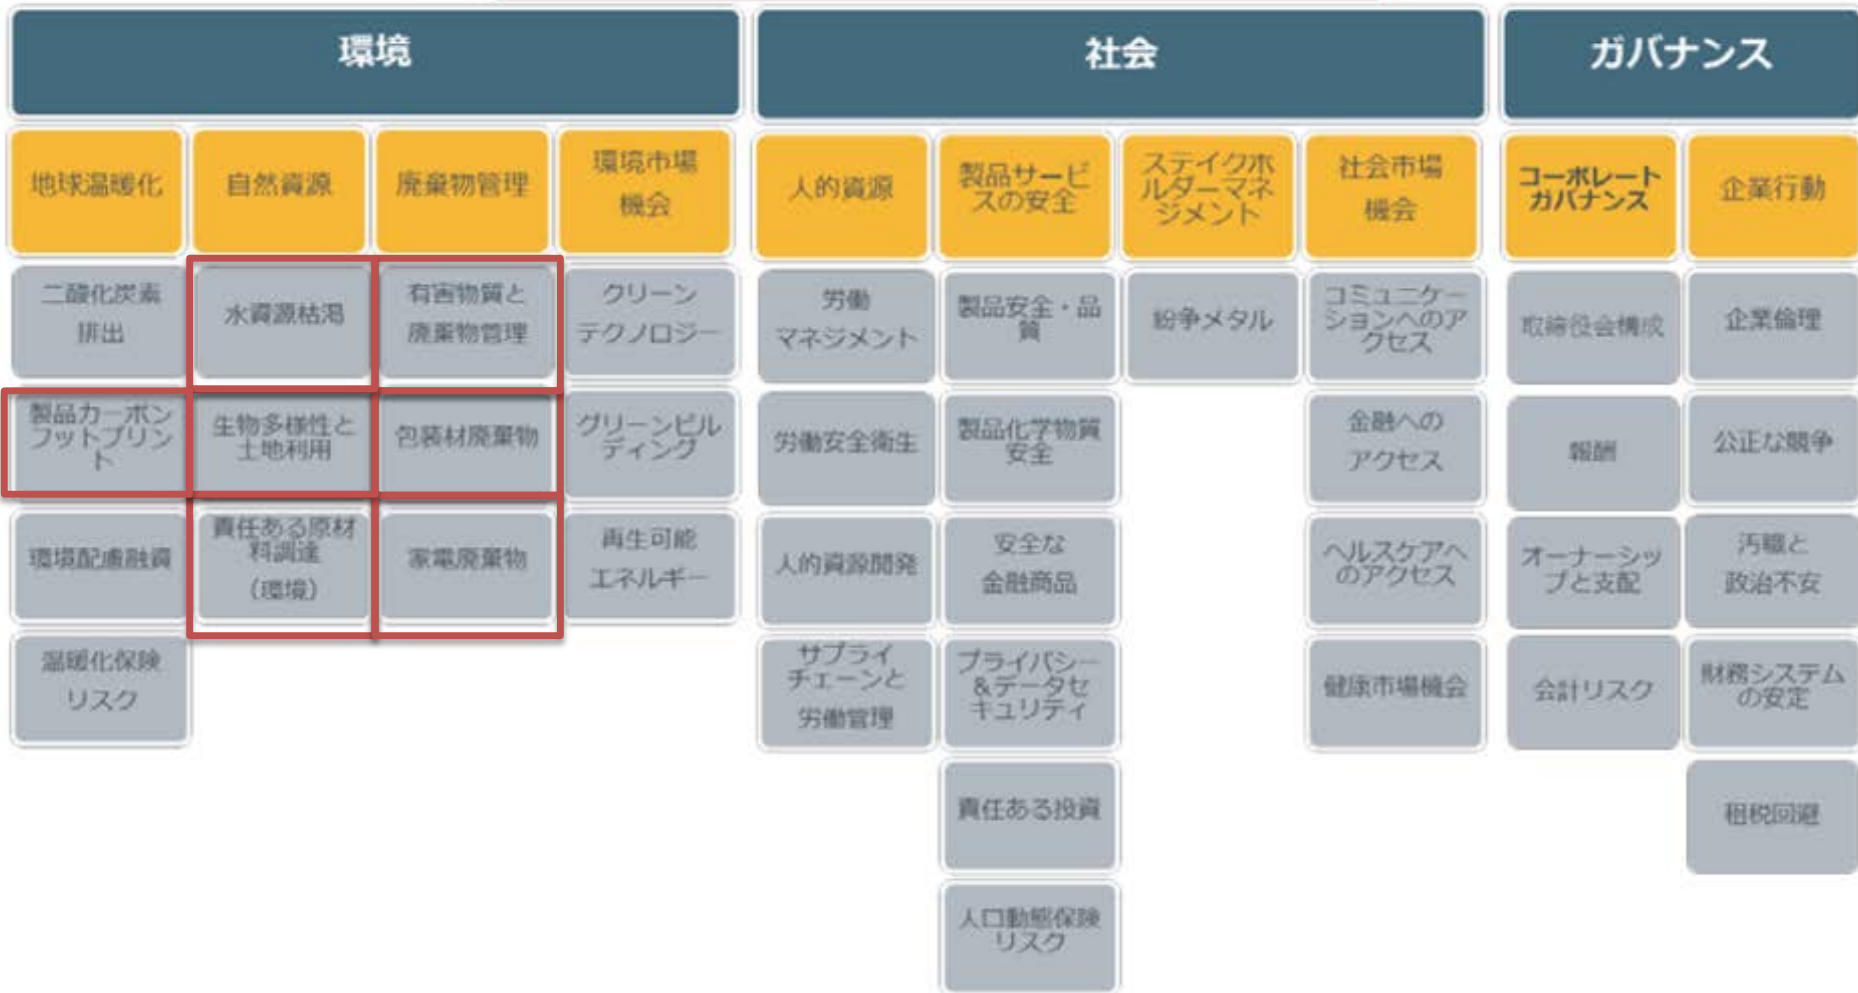 環境
社会
ガバナンス
地球温暖化
自然資源
廃棄物管理
環境市場
機会
人的資源
製品サービ
スの安全
ステイクホ
ルダーマネ
ジメント
社会市場
機会
コーポレート
ガバナンス
企業行動
二酸化炭素
排出
水資源枯渇
有害物質と
廃棄物管理
クリーン
テクノロジー
労働
マネジメント
製品安全・品
質
紛争メタル
コミュニケー
ションへのア
クセス
取締役会構成
企業倫理
製品カーボン
フットプリン
ト
生物多様性と
土地利用
包装材廃棄物
グリーンビル
ディング
労働安全衛生
製品化学物質
安全
金融への
アクセス
報酬
公正な競争
環境配慮融資
責任ある原材
料調達
(環境)
家電廃棄物
再生可能
エネルギー
人的資源開発
安全な
金融商品
ヘルスケアへ
のアクセス
オーナーシッ
プと支配
汚職と
政治不安
温暖化保険
リスク
サプライ
チェーンと
労働管理
プライバシー
&データセ
キュリティ
健康市場機会
会計リスク
財務システム
の安定
責任ある投資
租税回避
人口動態保険
リスク